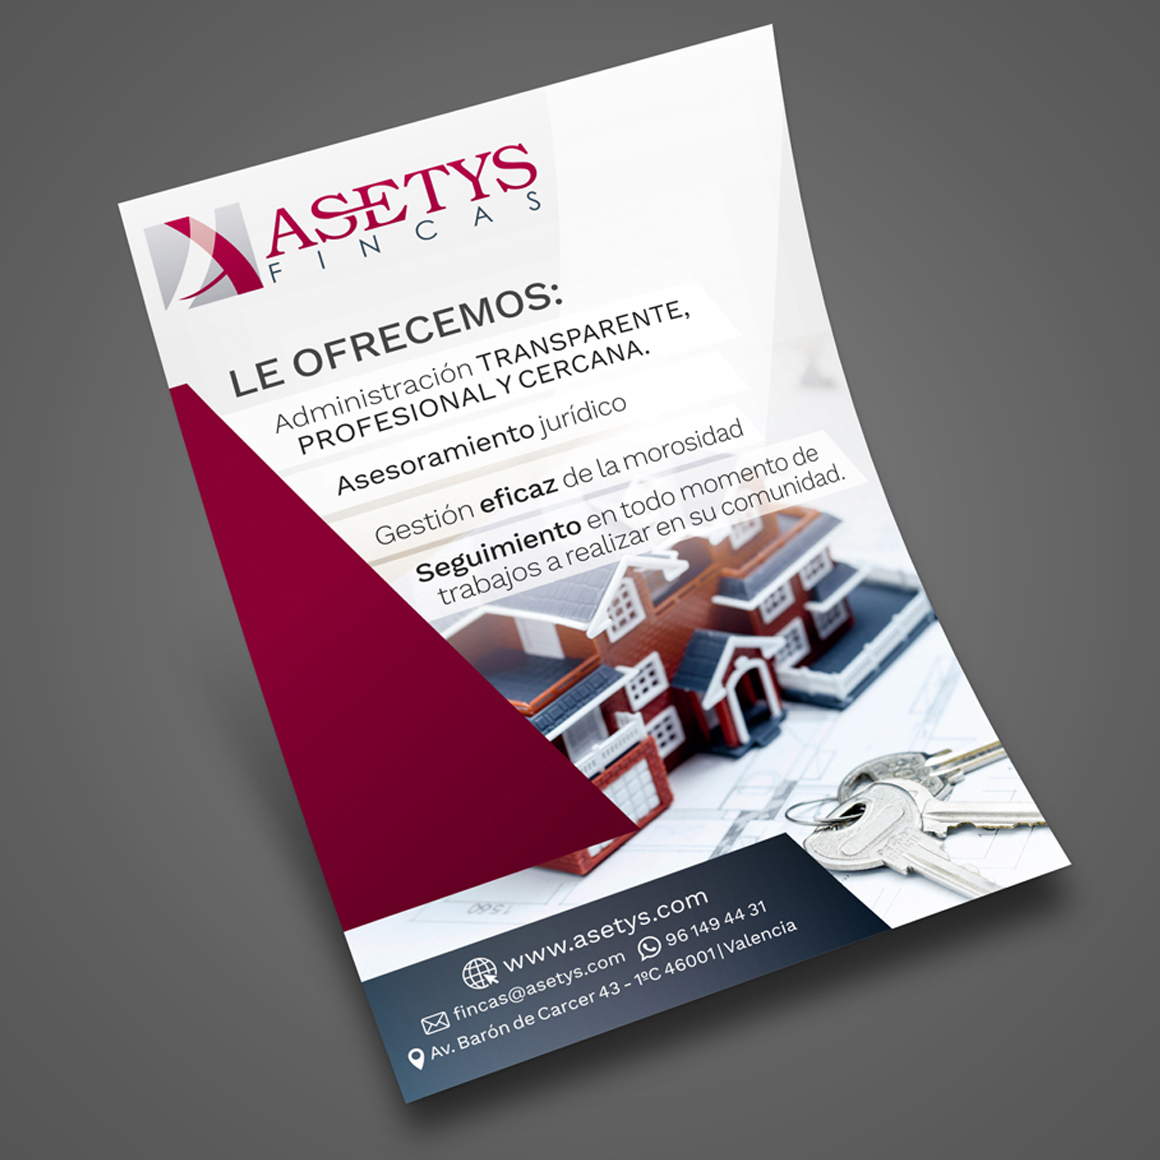 ASETYS
FINCAS
LE OFRECEMOS:
Administración TRANSPARENTE,
PROFESIONAL Y CERCANA.
Asesoramiento jurídico
Gestión eficaz de la morosidad
Seguimiento en todo momento de
trabajos a realizar en su comunidad.
1560
www.asetys.com
fincas@asetys.com 96 149 44 31
Av. Barón de Carcer 43 - 1ºC 46001 | Valencia